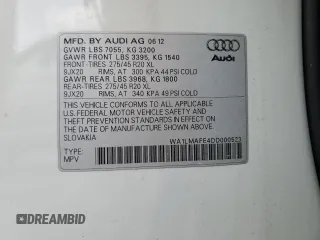 MFD. BY AUDI AG 06 12
GVWR LBS 7055, KG 3200
GAWR FRONT LBS 3395, KG 1540
FRONT-TIRES 275/45 R20 XL
9JX20 RIMS, AT 300 KPA 44 PSI COLD
GAWR REAR LBS 3968, KG 1800
REAR-TIRES 275/45 R20 XL
9JX20 RIMS, AT 340 KPA 49 PSI COLD
Audi
THIS VEHICLE CONFORMS TO ALL APPLICABLE
U.S. FEDERAL MOTOR VEHICLE SAFETY AND
THEFT PREVENTION STANDARDS IN EFFECT ON THE
DATE OF MANUFACTURE SHOWN ABOVE.
SLOVAKIA
WA1LMAFE4DD000523
TYPE:
MPV
DREAMBID